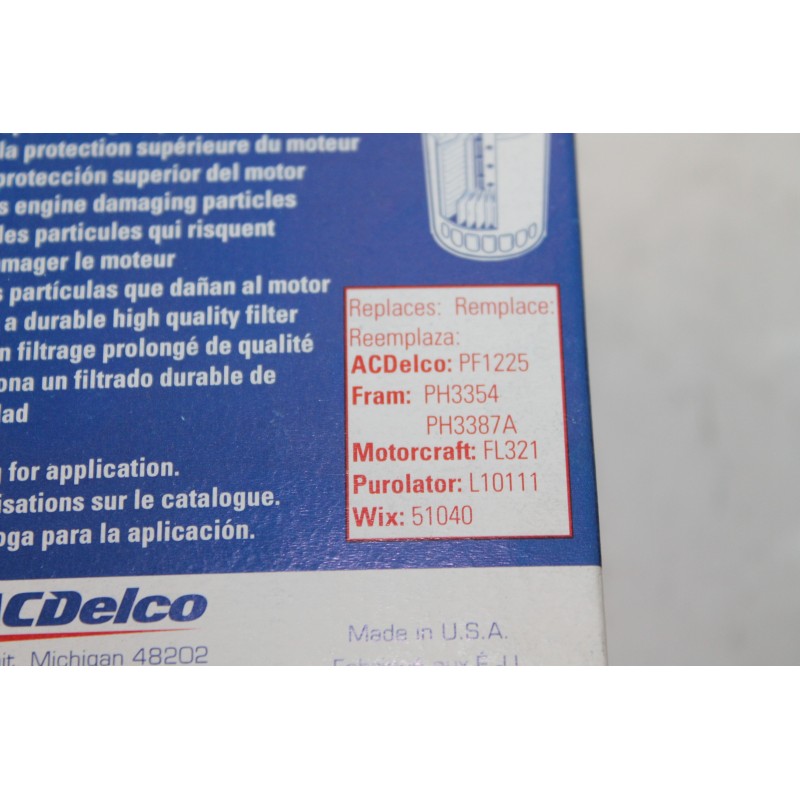 la protection supérieure du moteur
protección superior del motor
s engine damaging particles
les particules qui risquent
mager le moteur
s partículas que dañan al motor
a durable high quality filter
n filtrage prolongé de qualité
ona un filtrado durable de
dad
for application.
isations sur le catalogue.
oga para la aplicación.
Replaces: Remplace:
Reemplaza:
ACDelco: PF1225
Fram: PH3354
PH3387A
Motorcraft: FL321
Purolator: L10111
Wix: 51040
ACDelco
it, Michigan 48202
Made in U.S.A.